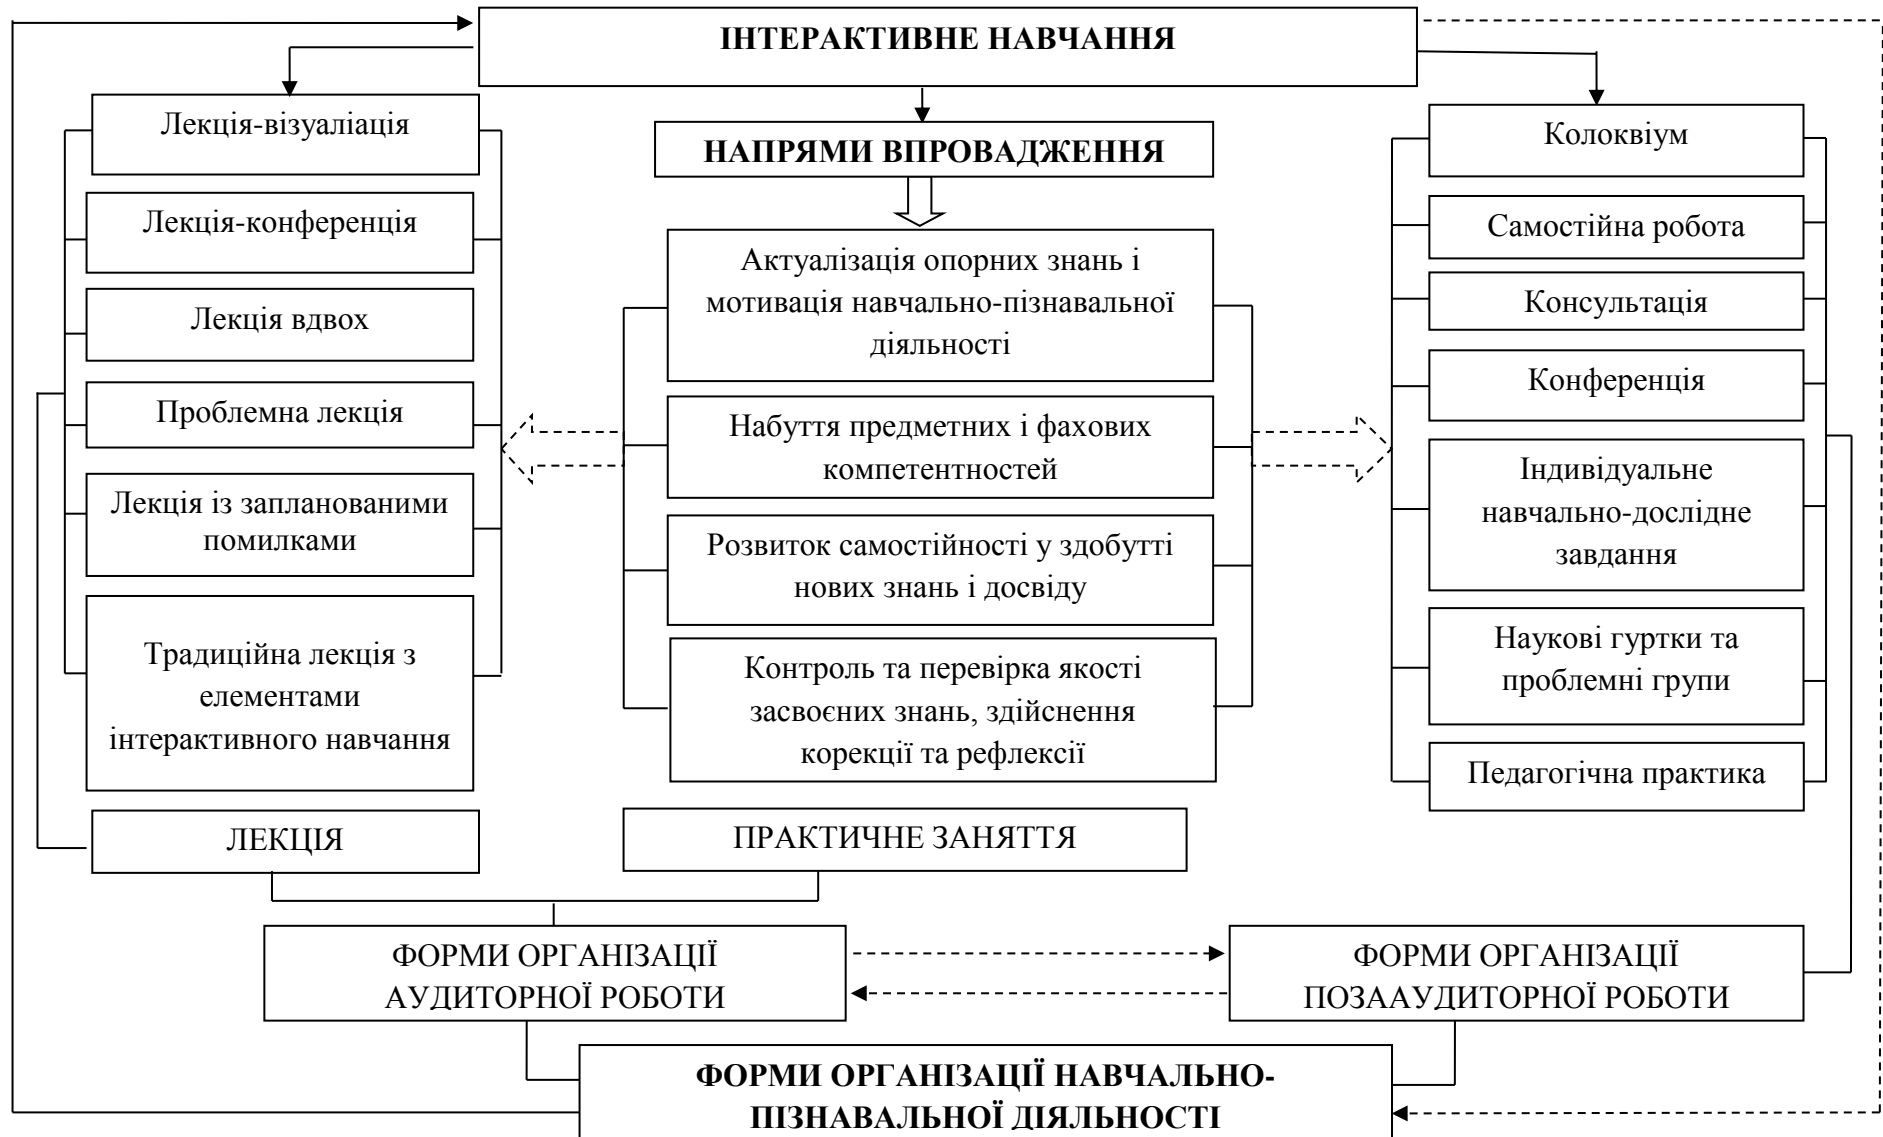 ІНТЕРАКТИВНЕ НАВЧАННЯ
Лекція-візуаліація
Лекція-конференція
Лекція вдвох
Проблемна лекція
Лекція із запланованими
помилками
Традиційна лекція з
елементами
інтерактивного навчання
ЛЕКЦІЯ
НАПРЯМИ ВПРОВАДЖЕННЯ
Актуалізація опорних знань і
мотивація навчально-пізнавальної
діяльності
Набуття предметних і фахових
компетентностей
Розвиток самостійності у здобутті
нових знань і досвіду
Контроль та перевірка якості
засвоєних знань, здійснення
корекції та рефлексії
ПРАКТИЧНЕ ЗАНЯТТЯ
Колоквіум
Самостійна робота
Консультація
Конференція
Індивідуальне
навчально-дослідне
завдання
Наукові гуртки та
проблемні групи
Педагогічна практика
ФОРМИ ОРГАНІЗАЦІЇ
АУДИТОРНОЇ РОБОТИ
ФОРМИ ОРГАНІЗАЦІЇ
ПОЗААУДИТОРНОЇ РОБОТИ
ФОРМИ ОРГАНІЗАЦІЇ НАВЧАЛЬНО-
ПІЗНАВАЛЬНОЇ ДІЯЛЬНОСТІ